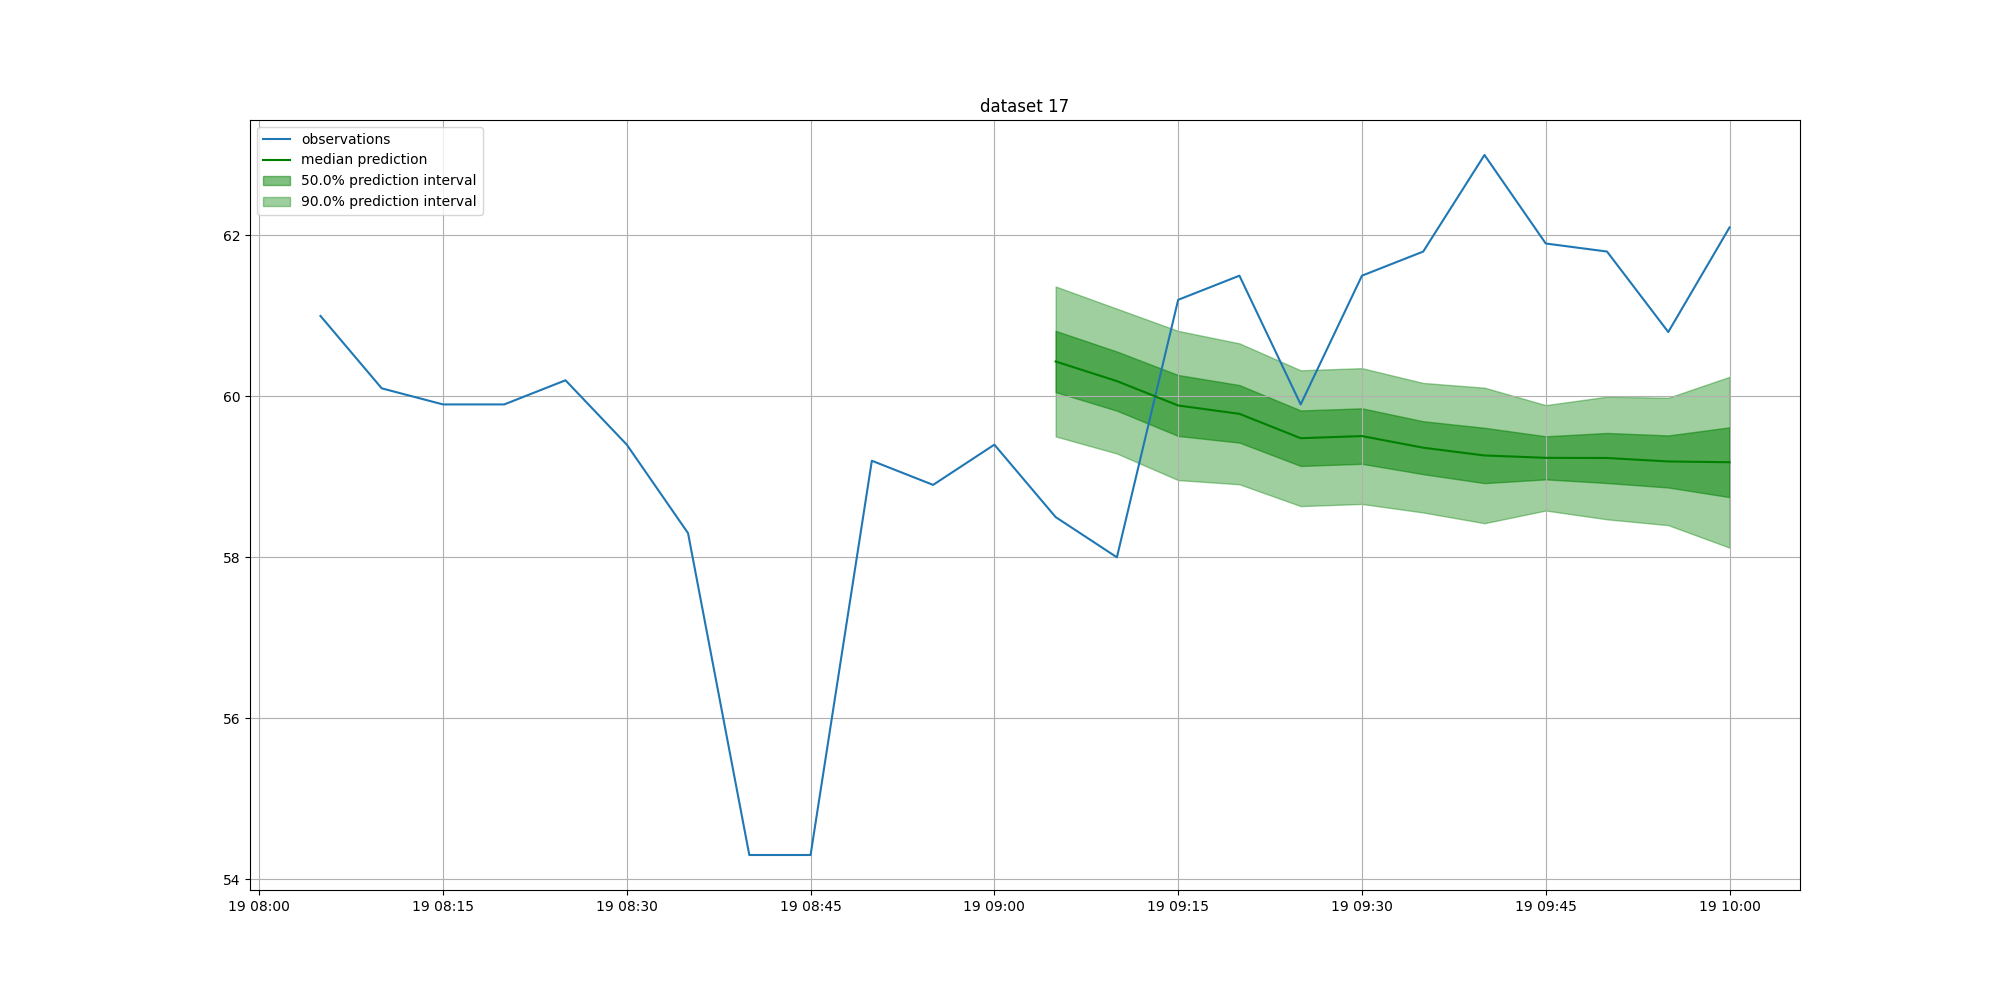 dataset 17
observations
median prediction
50.0% prediction interval
90.0% prediction interval
62
60
58
56
54
19 08:00 19 08:15 19 08:30 19 08:45 19 09:00 19 09:15 19 09:30 19 09:45 19 10:00